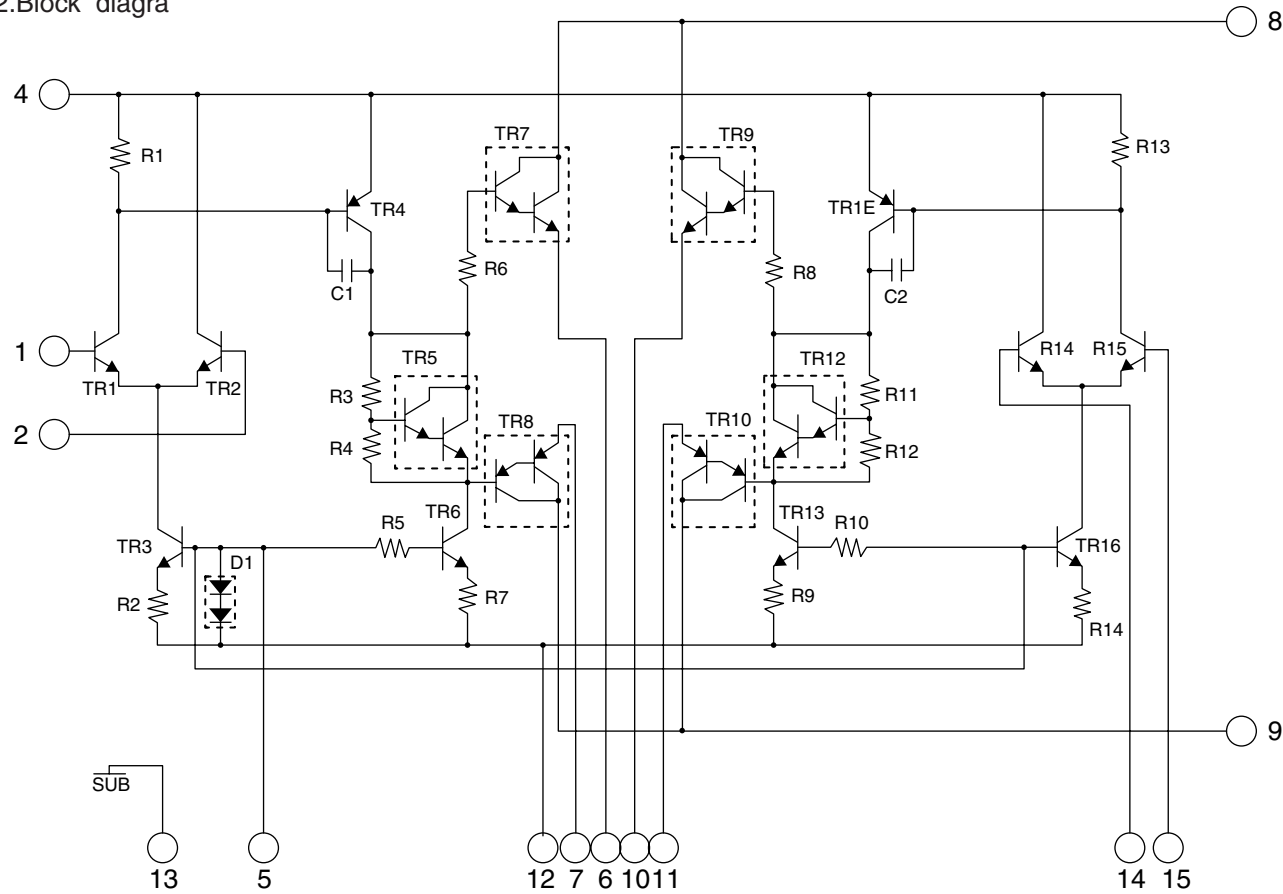 2.Block diagra
8
4
TR7
TR9
R1
R13
TR4
TR1E
R6
R8
C1
C2
1
TR1
TR2
TR5
TR12
R14
R15
R3
R11
2
TR8
TR10
R4
R12
TR3
D1
R5
TR6
TR13
R10
TR16
R2
R7
R9
R14
9
SUB
13
5
12
7
6
10
11
14
15